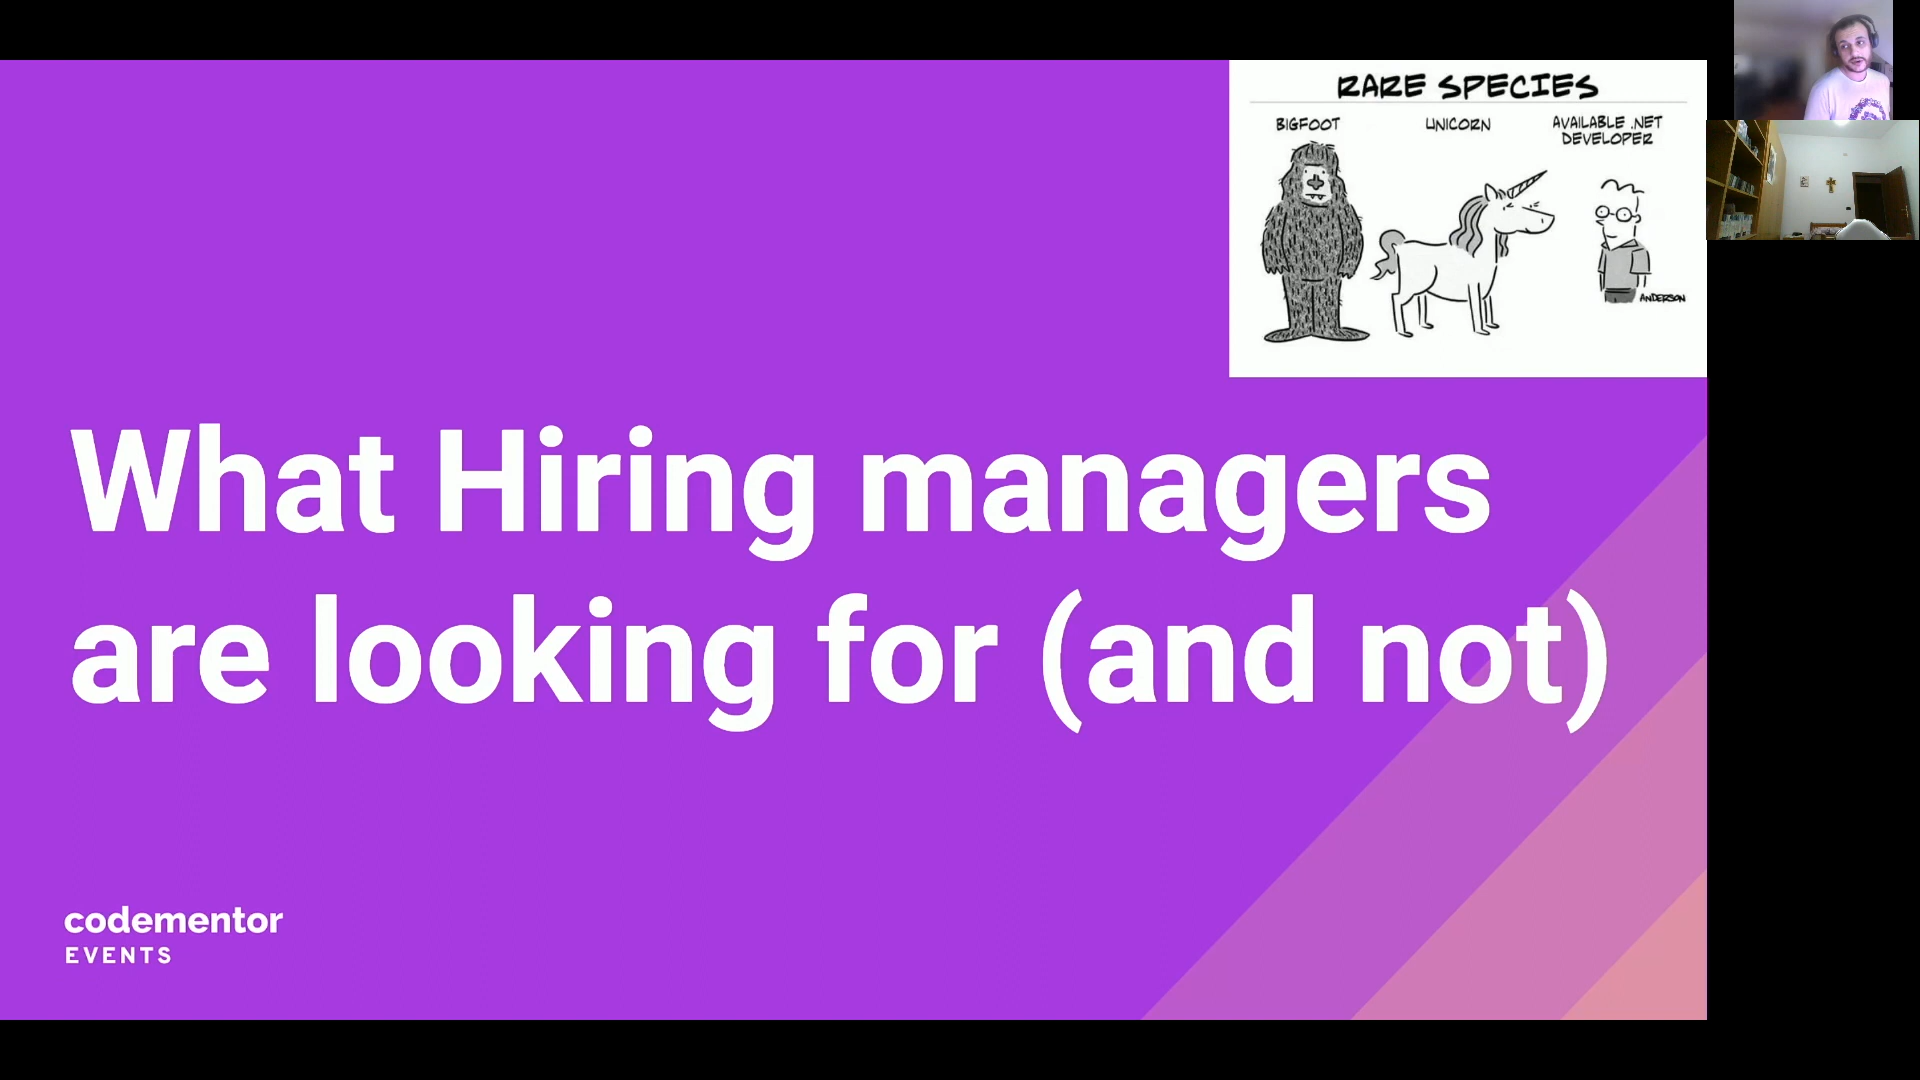 RARE SPECIES
BIGFOOT
UNICORN
AVAILABLE .NET
DEVELOPER
ANDERSON
What Hiring managers
are looking for (and not)
codementor
EVENTS